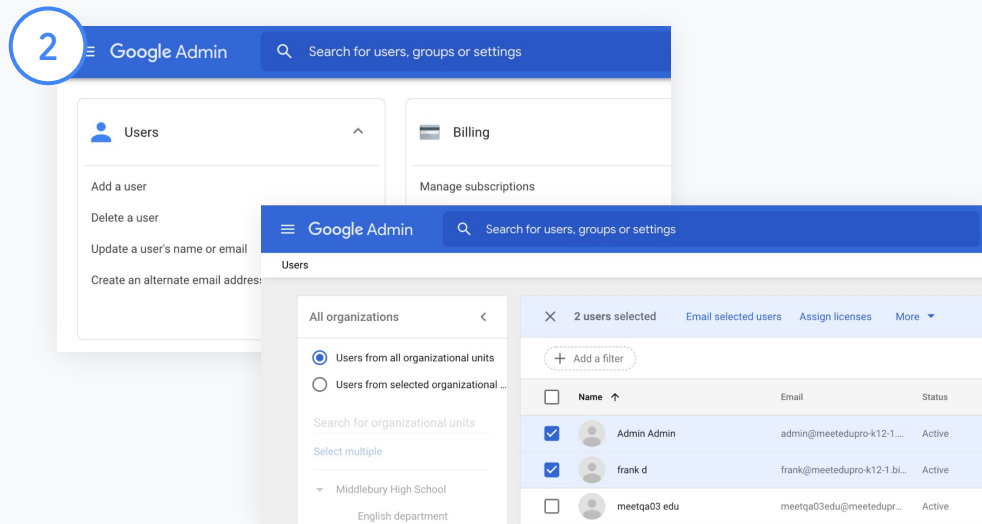 2
Google Admin
Search for users, groups or settings
Users
Billing
Add a user
Manage subscriptions
Delete a user
Update a user's name or email
Create an alternate email address
Google Admin
Search for users, groups or settings
Users
All organizations
2 users selected
Email selected users
Assign licenses
More
Users from all organizational units
Add a filter
Users from selected organizational ...
Name
Email
Status
Search for organizational units
Admin Admin
admin@meetedupro-k12-1....
Active
Select multiple
frank d
frank@meetedupro-k12-1.bi...
Active
Middlebury High School
meetqa03 edu
meetqa03edu@meetedupr...
Active
English department